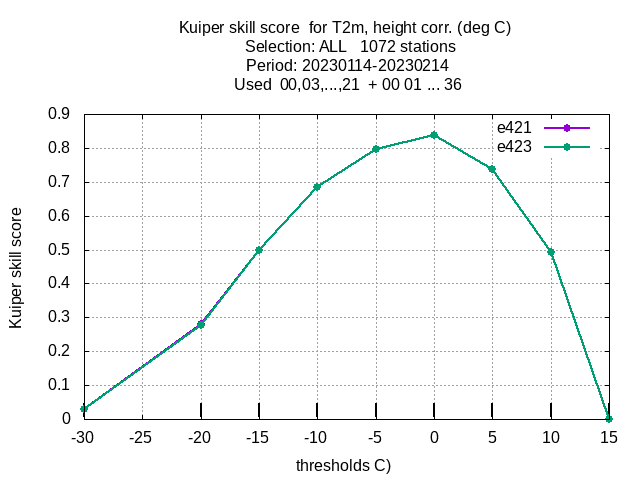 Kuiper skill score  for T2m, height corr. (deg C)
Selection: ALL   1072 stations
Period: 20230114-20230214
Used  00,03,...,21  + 00 01 ... 36
e421
e423
Kuiper skill score
0.9
0.8
0.7
0.6
0.5
0.4
0.3
0.2
0.1
0
-30 -25 -20 -15 -10 -5 0 5 10 15
thresholds C)